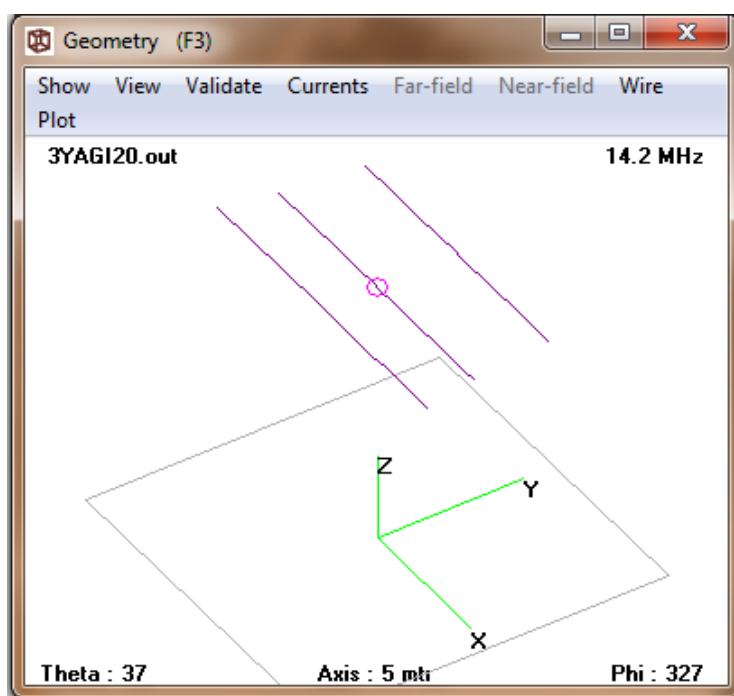 Geometry (F3)
Show View Validate Currents Far-field Near-field Wire
Plot
3YAGI20.out 14.2 MHz
Z
Y
X
Theta : 37 Axis : 5 mtr Phi : 327